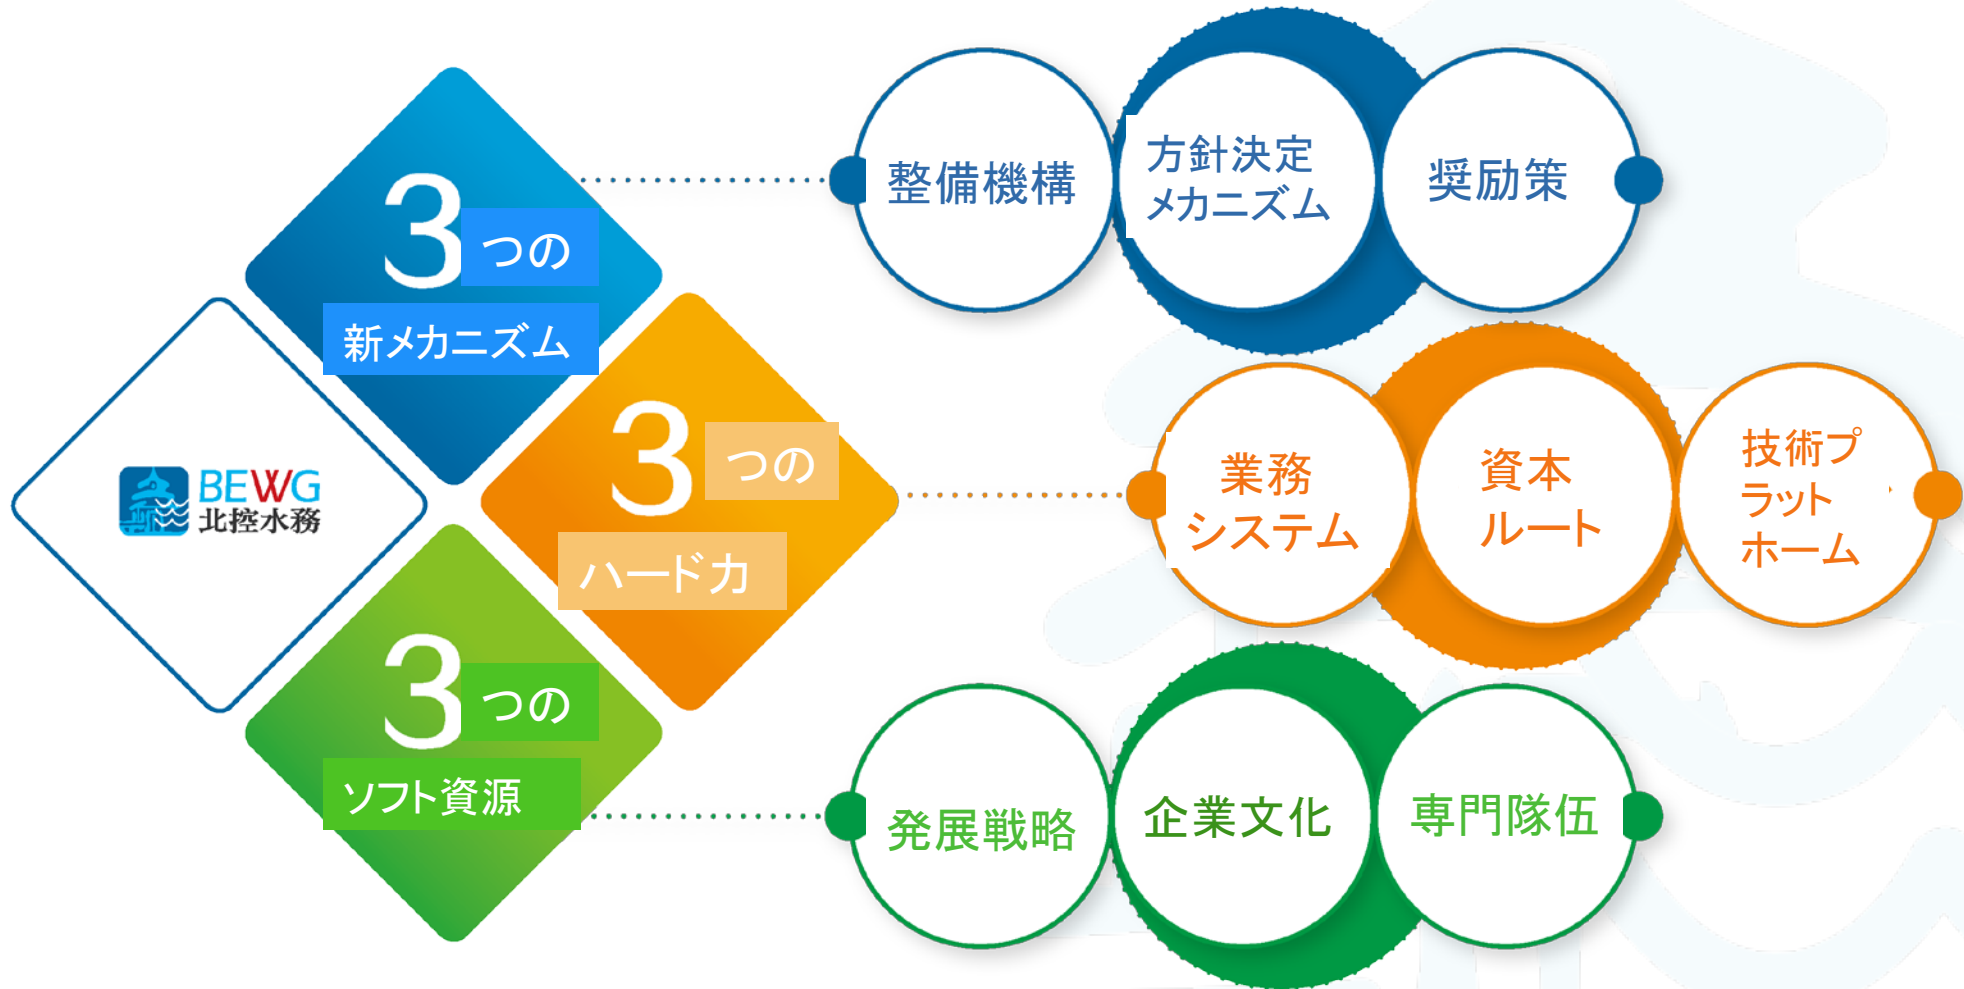 3つの
新メカニズム
整備機構
方針決定
メカニズム
奨励策
BEWG
北控水務
3つの
ハード力
業務
システム
資本
ルート
技術プ
ラット
ホーム
3つの
ソフト資源
発展戦略
企業文化
専門隊伍